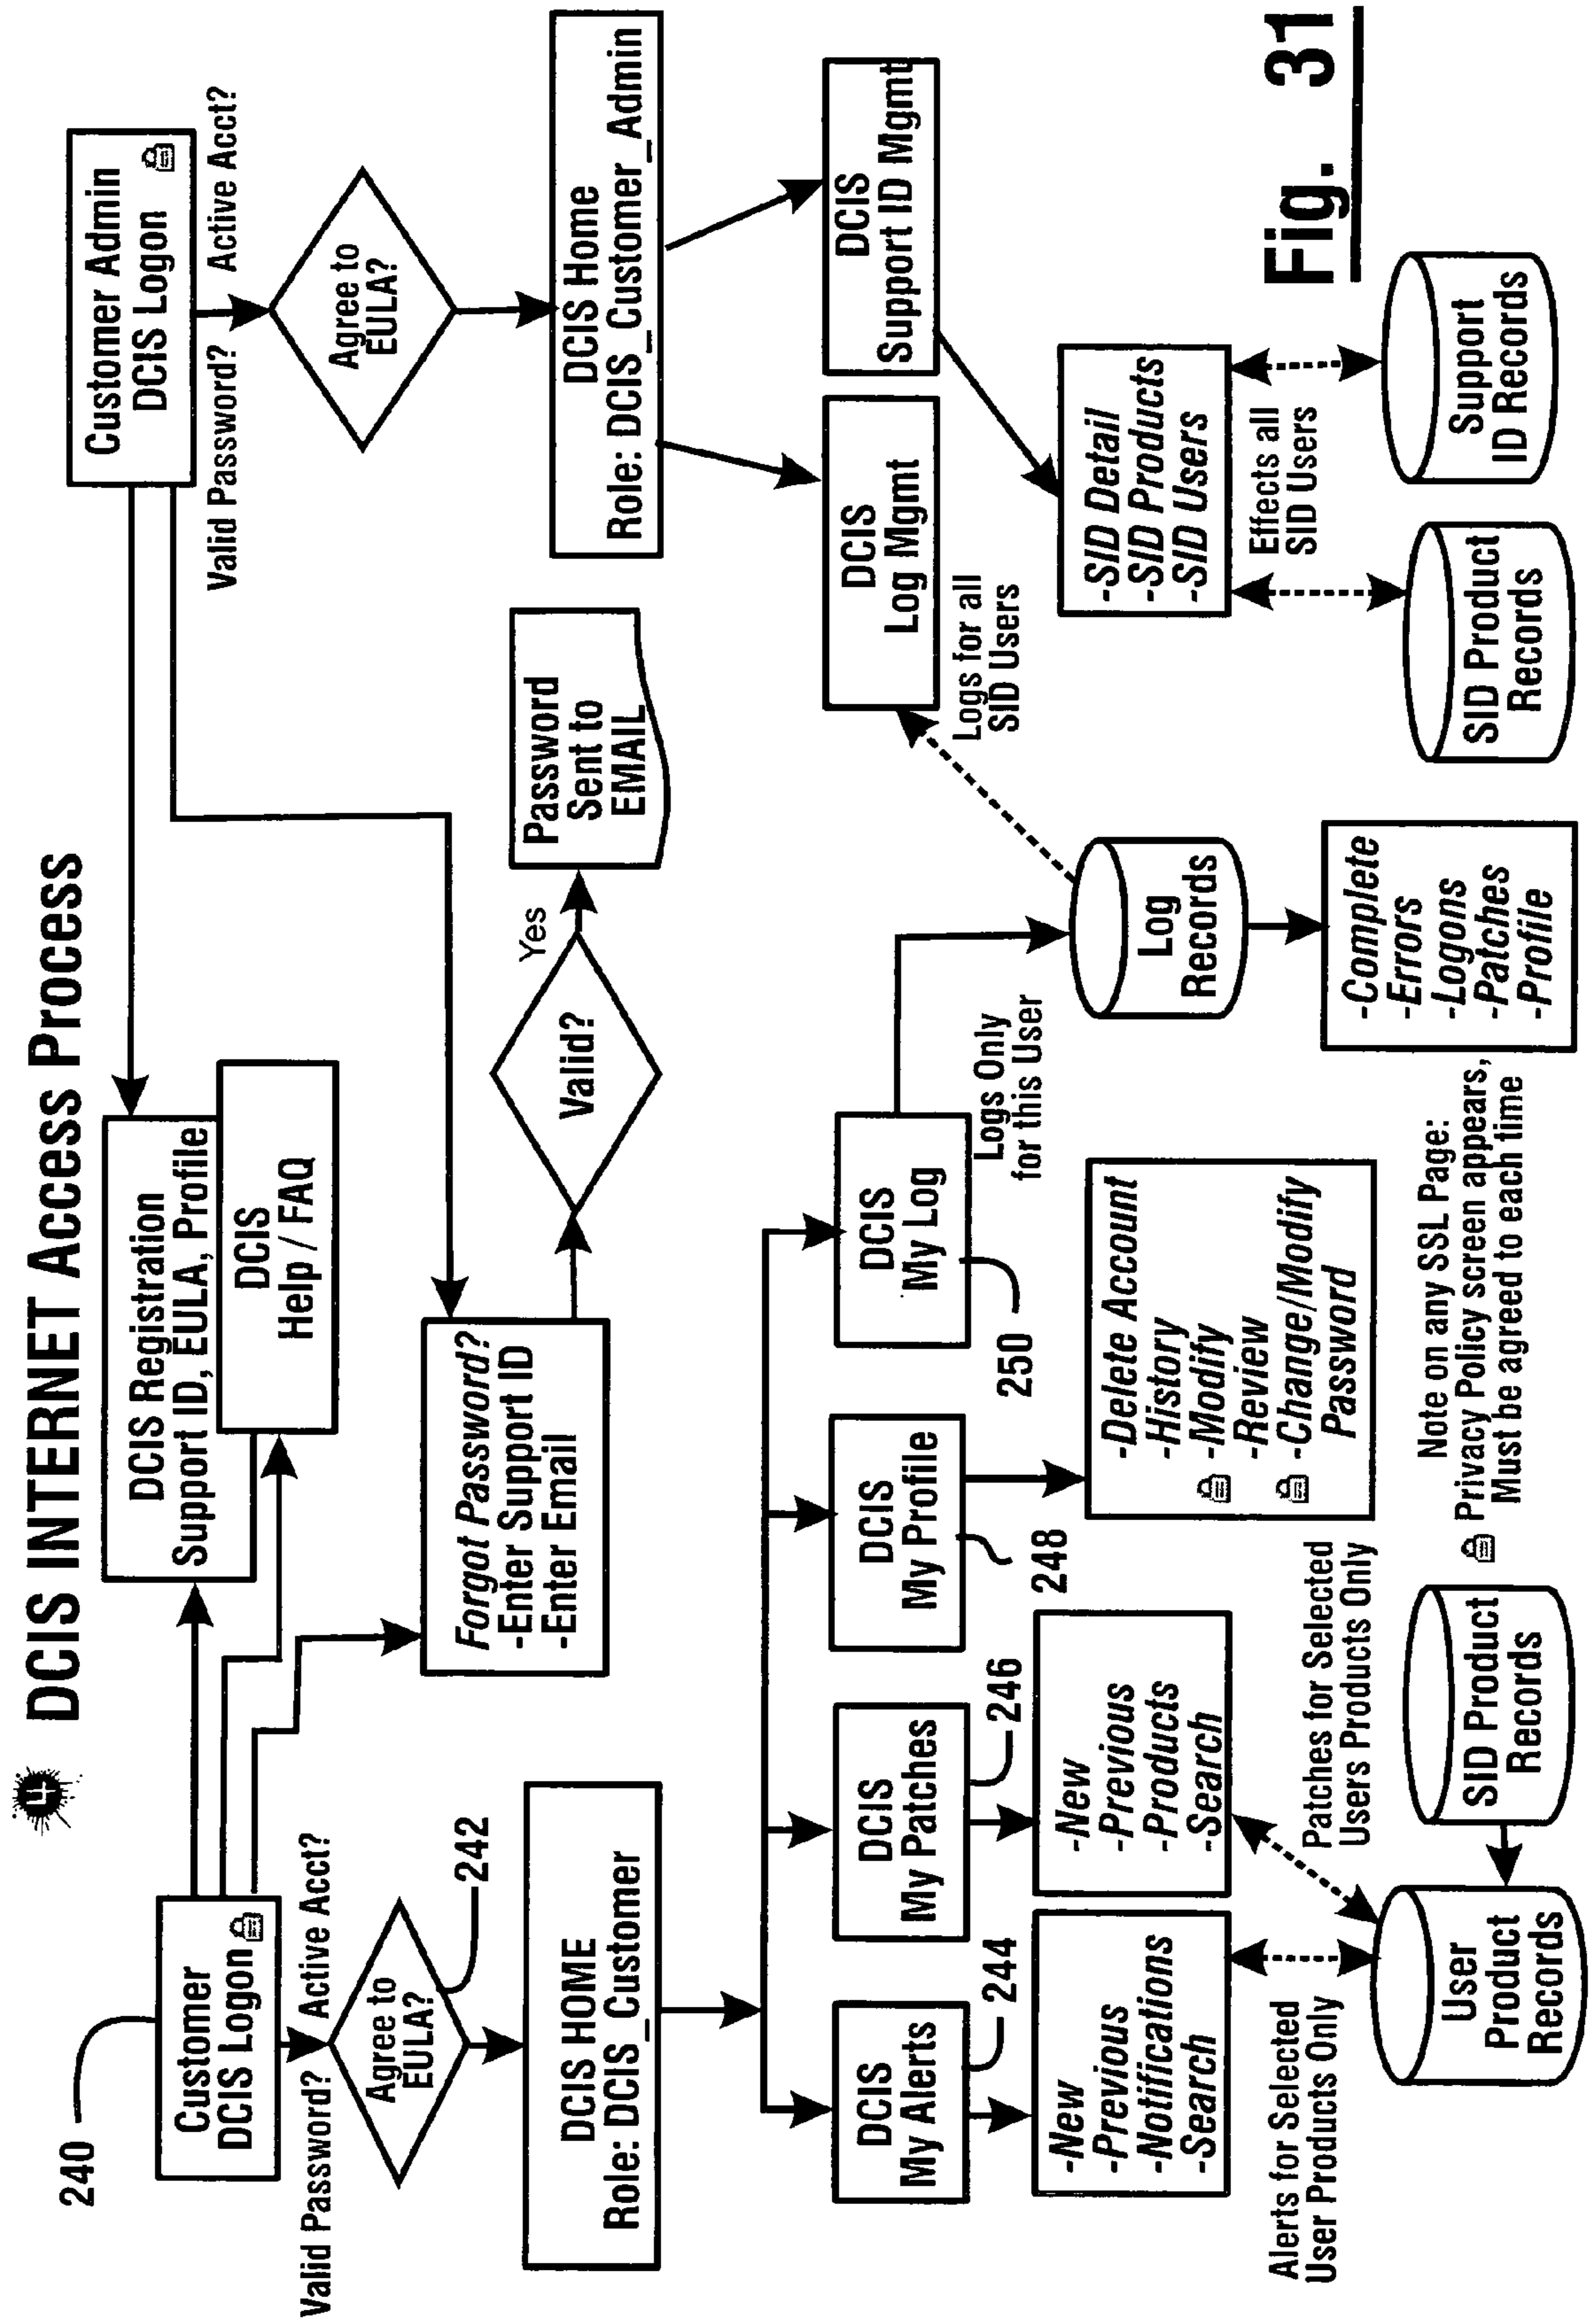 4
DCIS INTERNET Access Process
240
Customer
DCIS Logon
Valid Password?
Active Acct?
Agree to
EULA?
242
DCIS HOME
Role: DCIS_Customer
DCIS Registration
Support ID, EULA, Profile
DCIS
Help / FAQ
Forgot Password?
-Enter Support ID
-Enter Email
Valid?
Yes
Password
Sent to
EMAIL
Customer Admin
DCIS Logon
Valid Password?
Active Acct?
Agree to
EULA?
DCIS Home
Role: DCIS_Customer_Admin
DCIS
My Alerts
244
DCIS
My Patches
246
DCIS
My Profile
248
DCIS
My Log
250
DCIS
Log Mgmt
DCIS
Support ID Mgmt
-New
-Previous
-Notifications
-Search
-New
-Previous
-Products
-Search
-Delete Account
-History
-Modify
-Review
-Change/Modify
Password
Logs Only
for this User
Log
Records
Logs for all
SID Users
-SID Detail
-SID Products
-SID Users
Effects all
SID Users
Alerts for Selected
User Products Only
User
Product
Records
Patches for Selected
Users Products Only
SID Product
Records
Note on any SSL Page:
Privacy Policy screen appears,
Must be agreed to each time
-Complete
-Errors
-Logons
-Patches
-Profile
SID Product
Records
Support
ID Records
Fig. 31